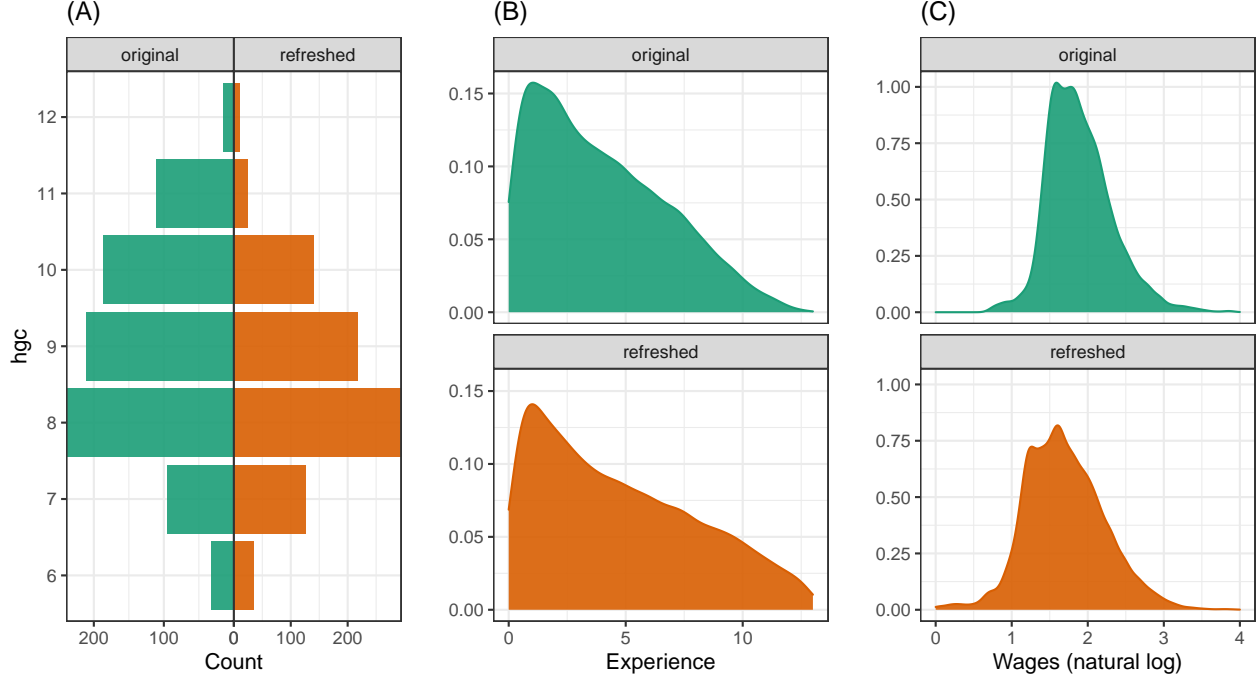 (A)
original refreshed
12
11
10
9
8
7
6
hgc
200 100 0 0 100 200
Count
(B)
original
0.15
0.10
0.05
0.00
refreshed
0.15
0.10
0.05
0.00
0 5 10
Experience
(C)
original
1.00
0.75
0.50
0.25
0.00
refreshed
1.00
0.75
0.50
0.25
0.00
0 1 2 3 4
Wages (natural log)